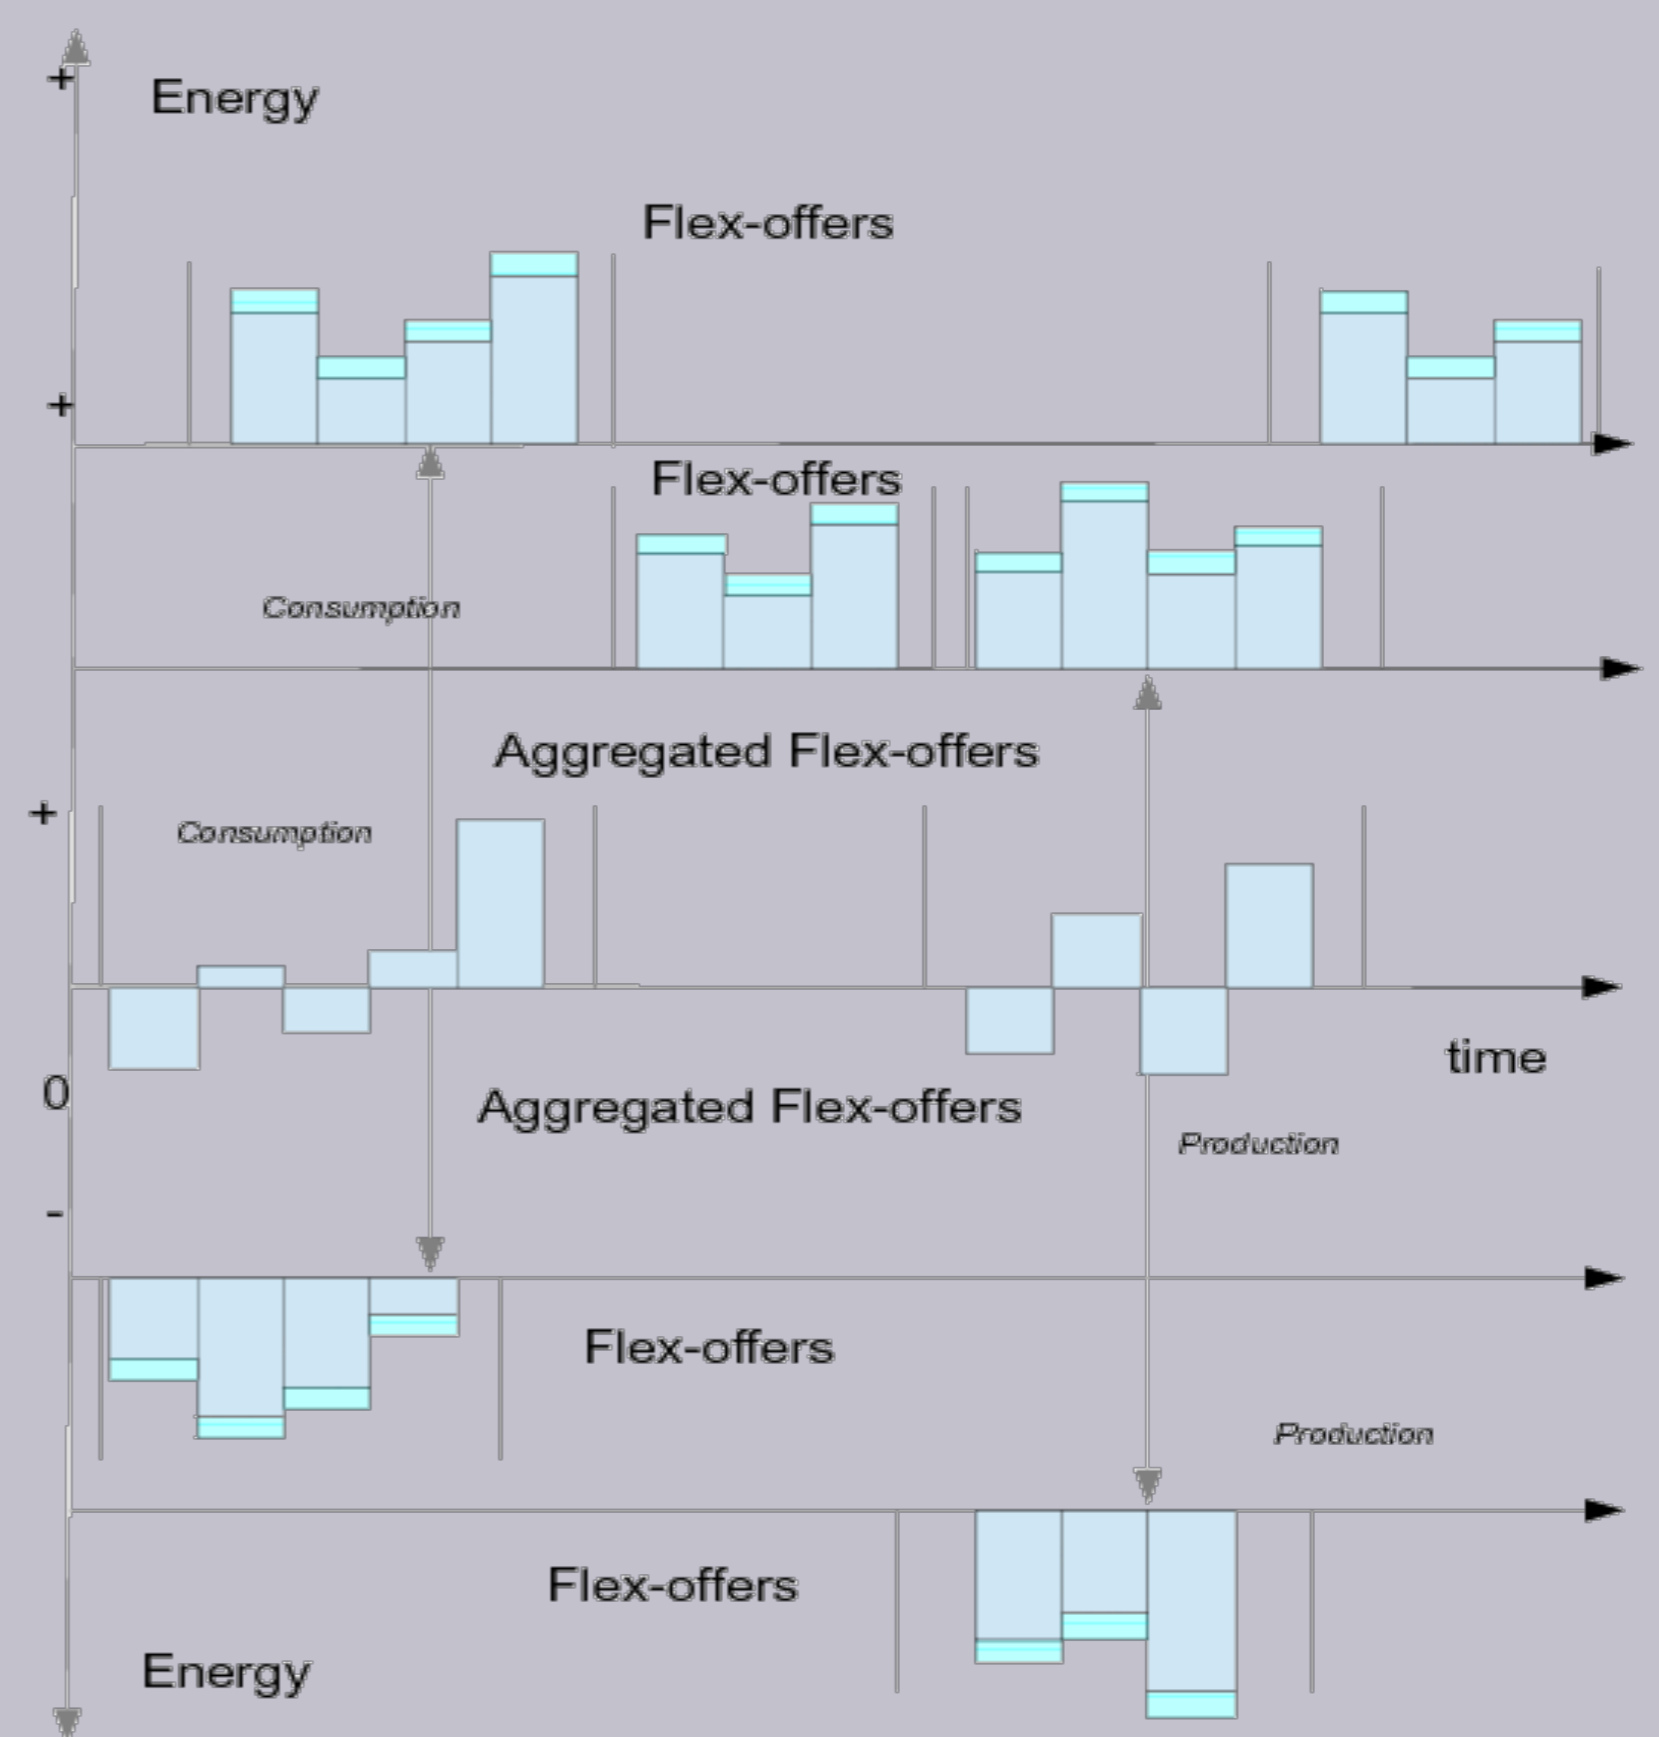 +
Energy
Flex-offers
+
Flex-offers
Consumption
Aggregated Flex-offers
+
Consumption
time
0
Aggregated Flex-offers
Production
-
Flex-offers
Production
Flex-offers
Energy